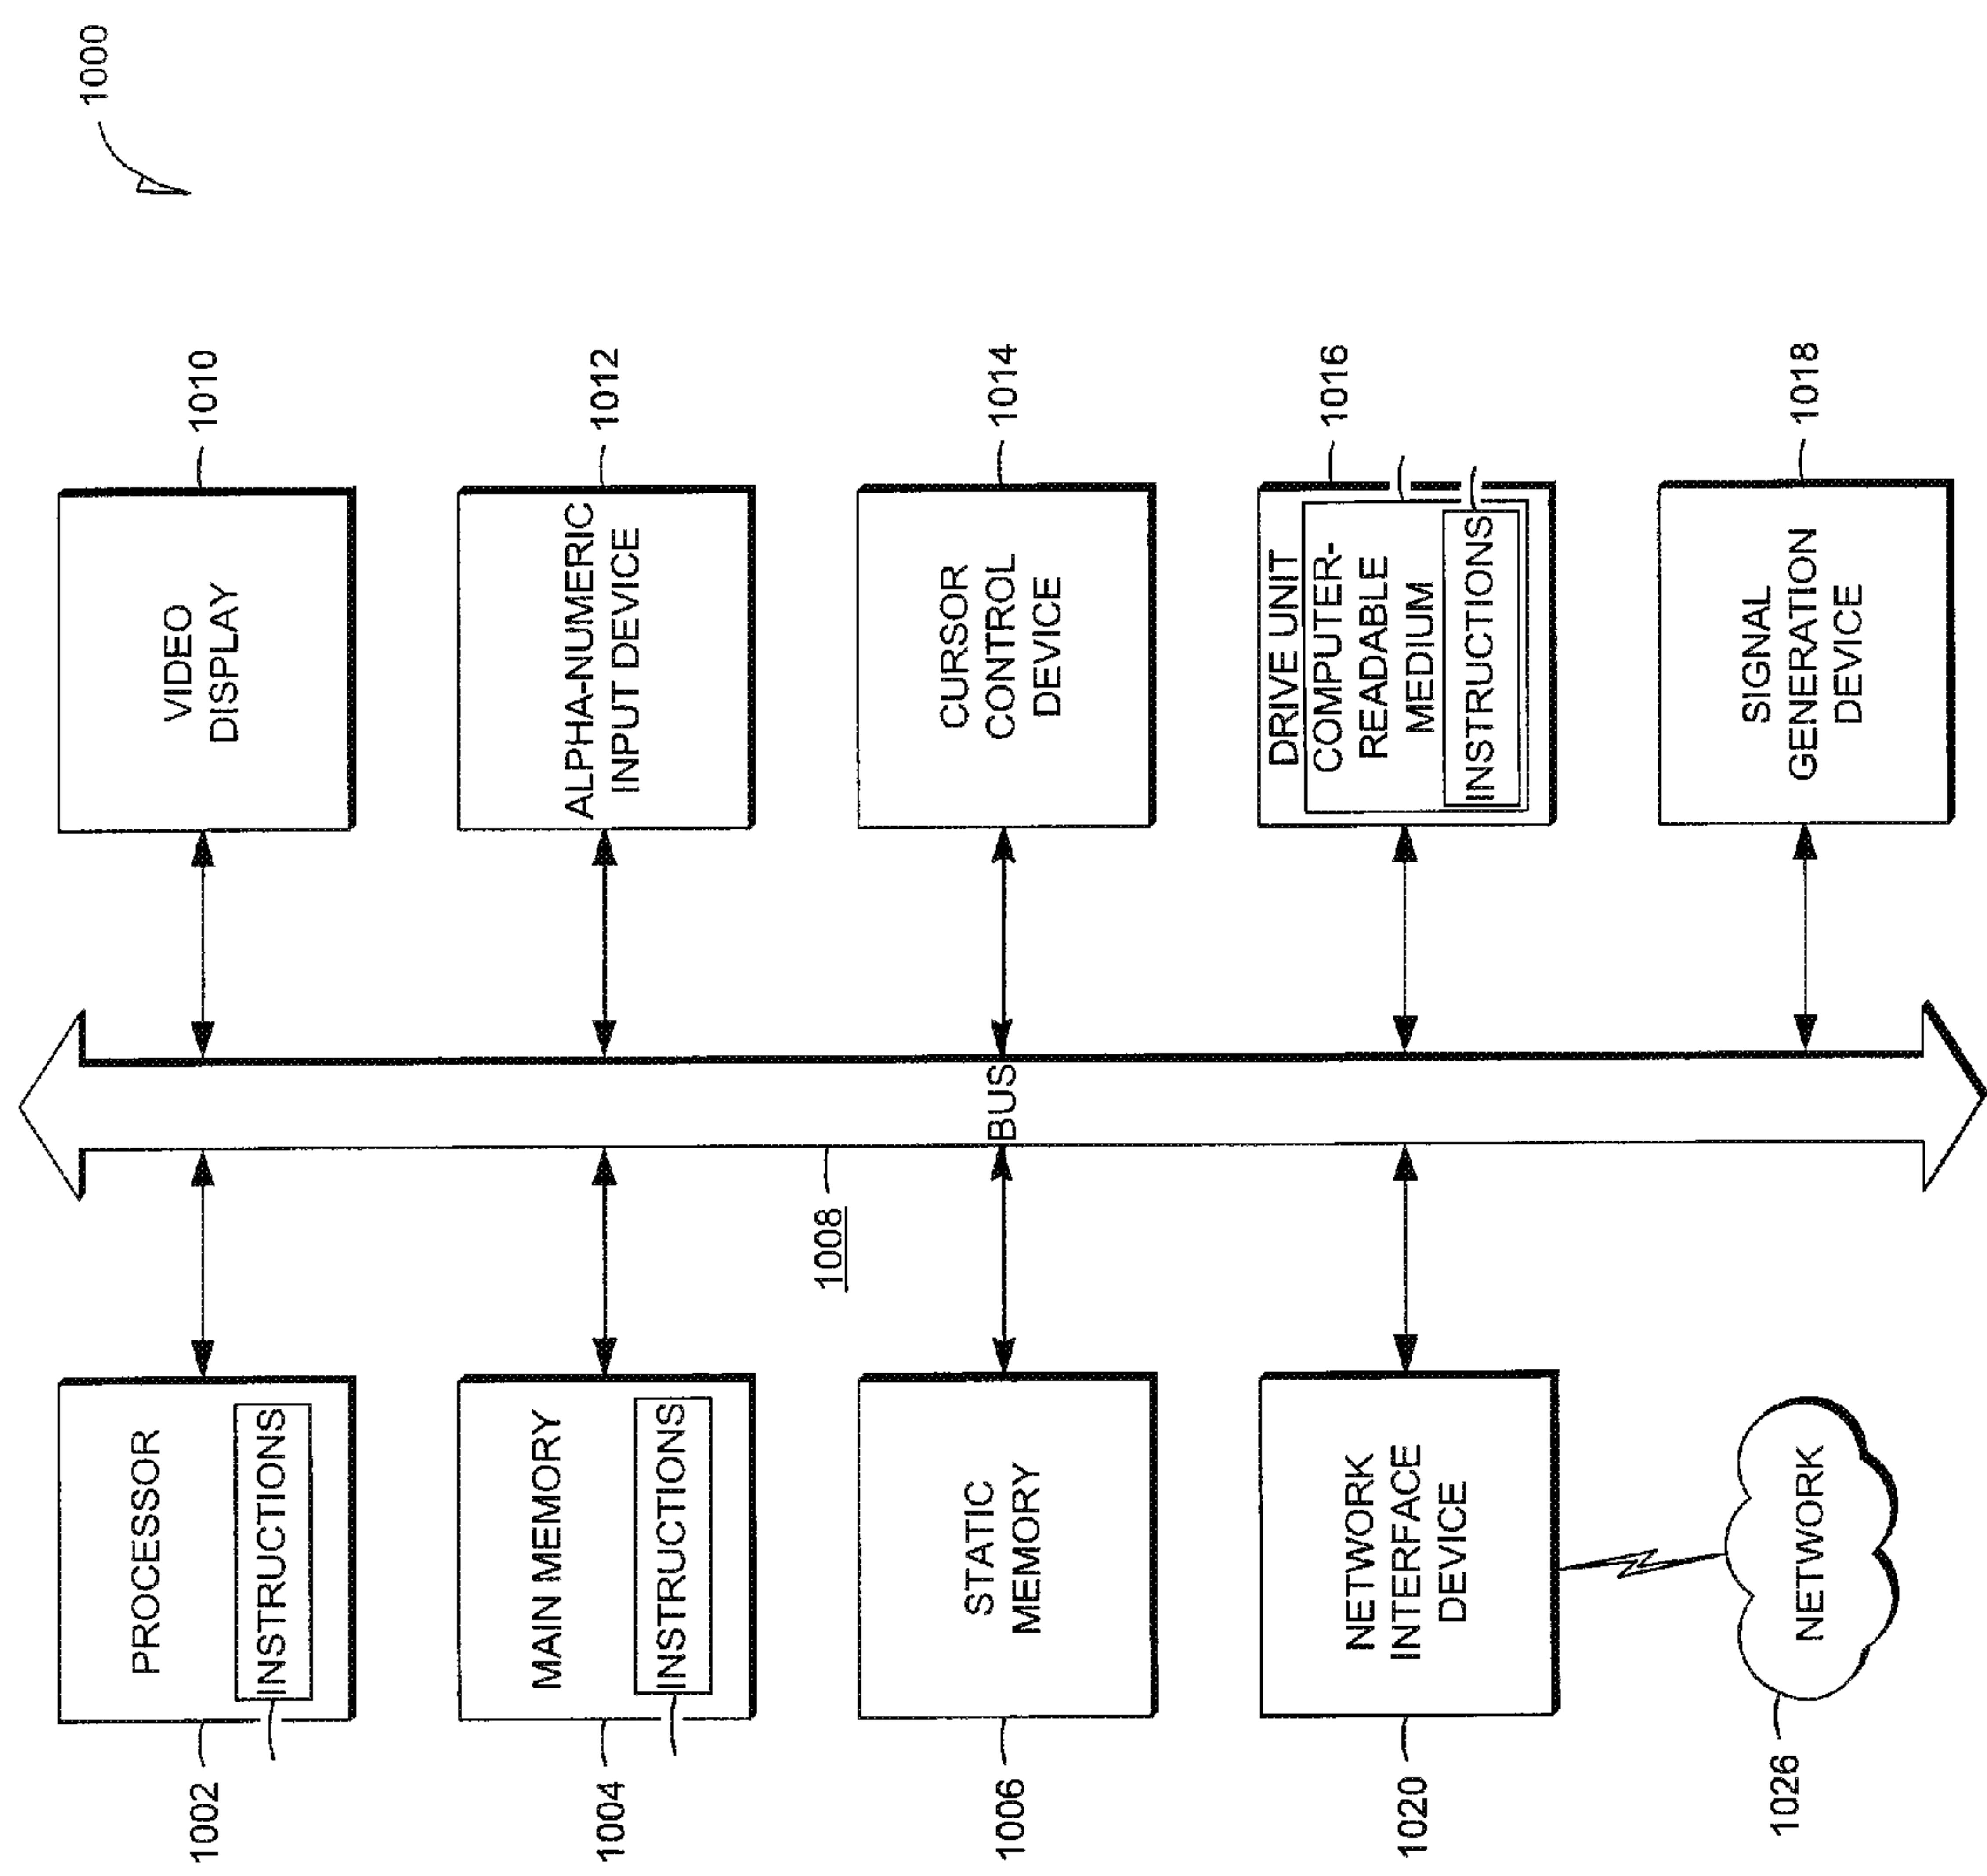 1000
1002
PROCESSOR
INSTRUCTIONS
1010
VIDEO
DISPLAY
1004
MAIN MEMORY
INSTRUCTIONS
1012
ALPHA-NUMERIC
INPUT DEVICE
1008
BUS
1006
STATIC
MEMORY
1014
CURSOR
CONTROL
DEVICE
1020
NETWORK
INTERFACE
DEVICE
1016
DRIVE UNIT
COMPUTER-
READABLE
MEDIUM
INSTRUCTIONS
1026
NETWORK
1018
SIGNAL
GENERATION
DEVICE